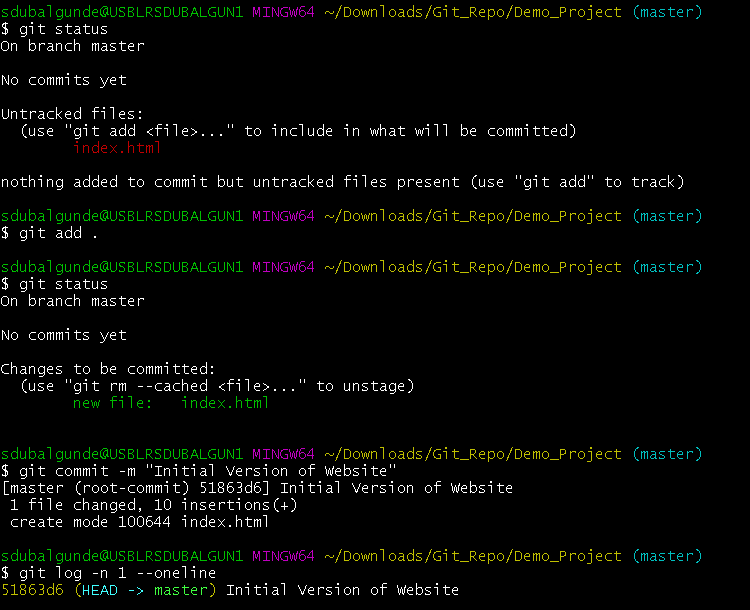 sdubalgunde@USBLRSDUBALGUN1 MINGW64 ~/Downloads/Git_Repo/Demo_Project (master)
$ git status
On branch master
No commits yet
Untracked files:
  (use "git add <file>..." to include in what will be committed)
        index.html
nothing added to commit but untracked files present (use "git add" to track)
sdubalgunde@USBLRSDUBALGUN1 MINGW64 ~/Downloads/Git_Repo/Demo_Project (master)
$ git add .
sdubalgunde@USBLRSDUBALGUN1 MINGW64 ~/Downloads/Git_Repo/Demo_Project (master)
$ git status
On branch master
No commits yet
Changes to be committed:
  (use "git rm --cached <file>..." to unstage)
        new file:   index.html
sdubalgunde@USBLRSDUBALGUN1 MINGW64 ~/Downloads/Git_Repo/Demo_Project (master)
$ git commit -m "Initial Version of Website"
[master (root-commit) 51863d6] Initial Version of Website
 1 file changed, 10 insertions(+)
 create mode 100644 index.html
sdubalgunde@USBLRSDUBALGUN1 MINGW64 ~/Downloads/Git_Repo/Demo_Project (master)
$ git log -n 1 --oneline
51863d6 (HEAD -> master) Initial Version of Website